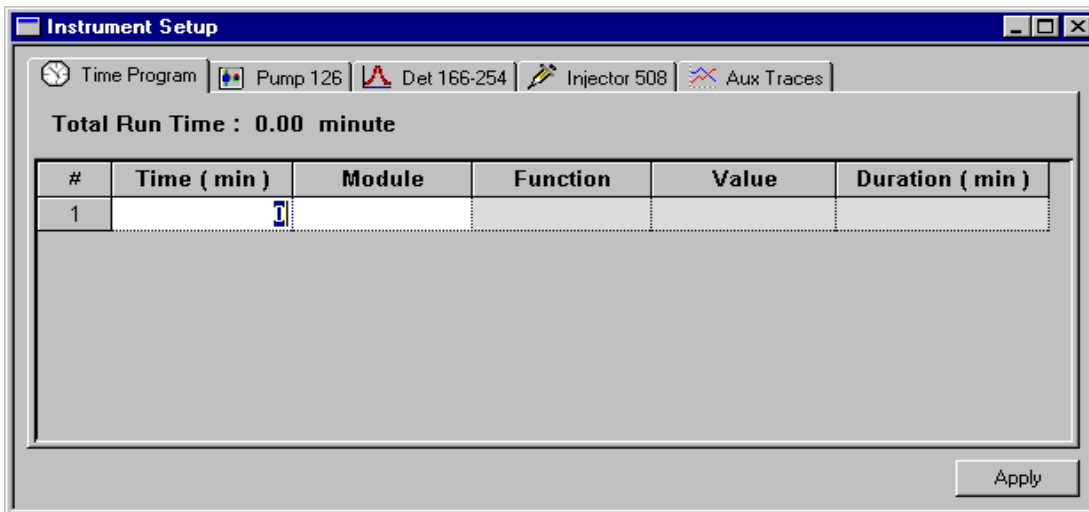 Instrument Setup
Time Program Pump 126 Det 166-254 Injector 508 Aux Traces
Total Run Time : 0.00 minute
# Time ( min ) Module Function Value Duration ( min )
1
Apply